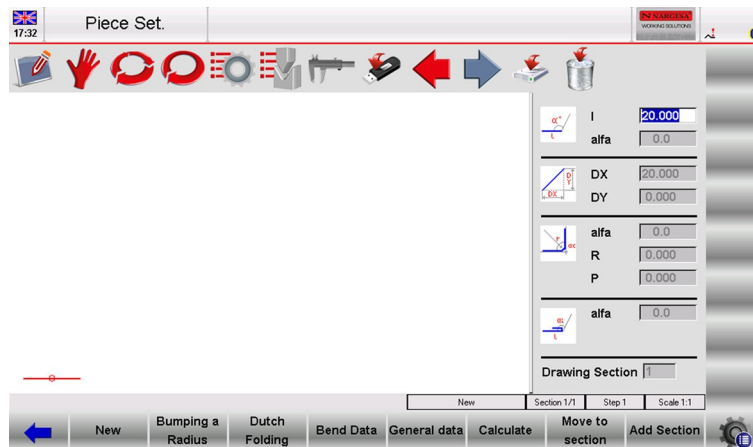 17:32
Piece Set.
N NARGESA
WORKING SOLUTIONS
α°
L
l
20.000
alfa
0.0
DX
DY
DX
20.000
DY
0.000
r
α
alfa
0.0
R
0.000
P
0.000
α
L
alfa
0.0
Drawing Section
1
New
Section 1/1
Step 1
Scale 1:1
New
Bumping a
Radius
Dutch
Folding
Bend Data
General data
Calculate
Move to
section
Add Section